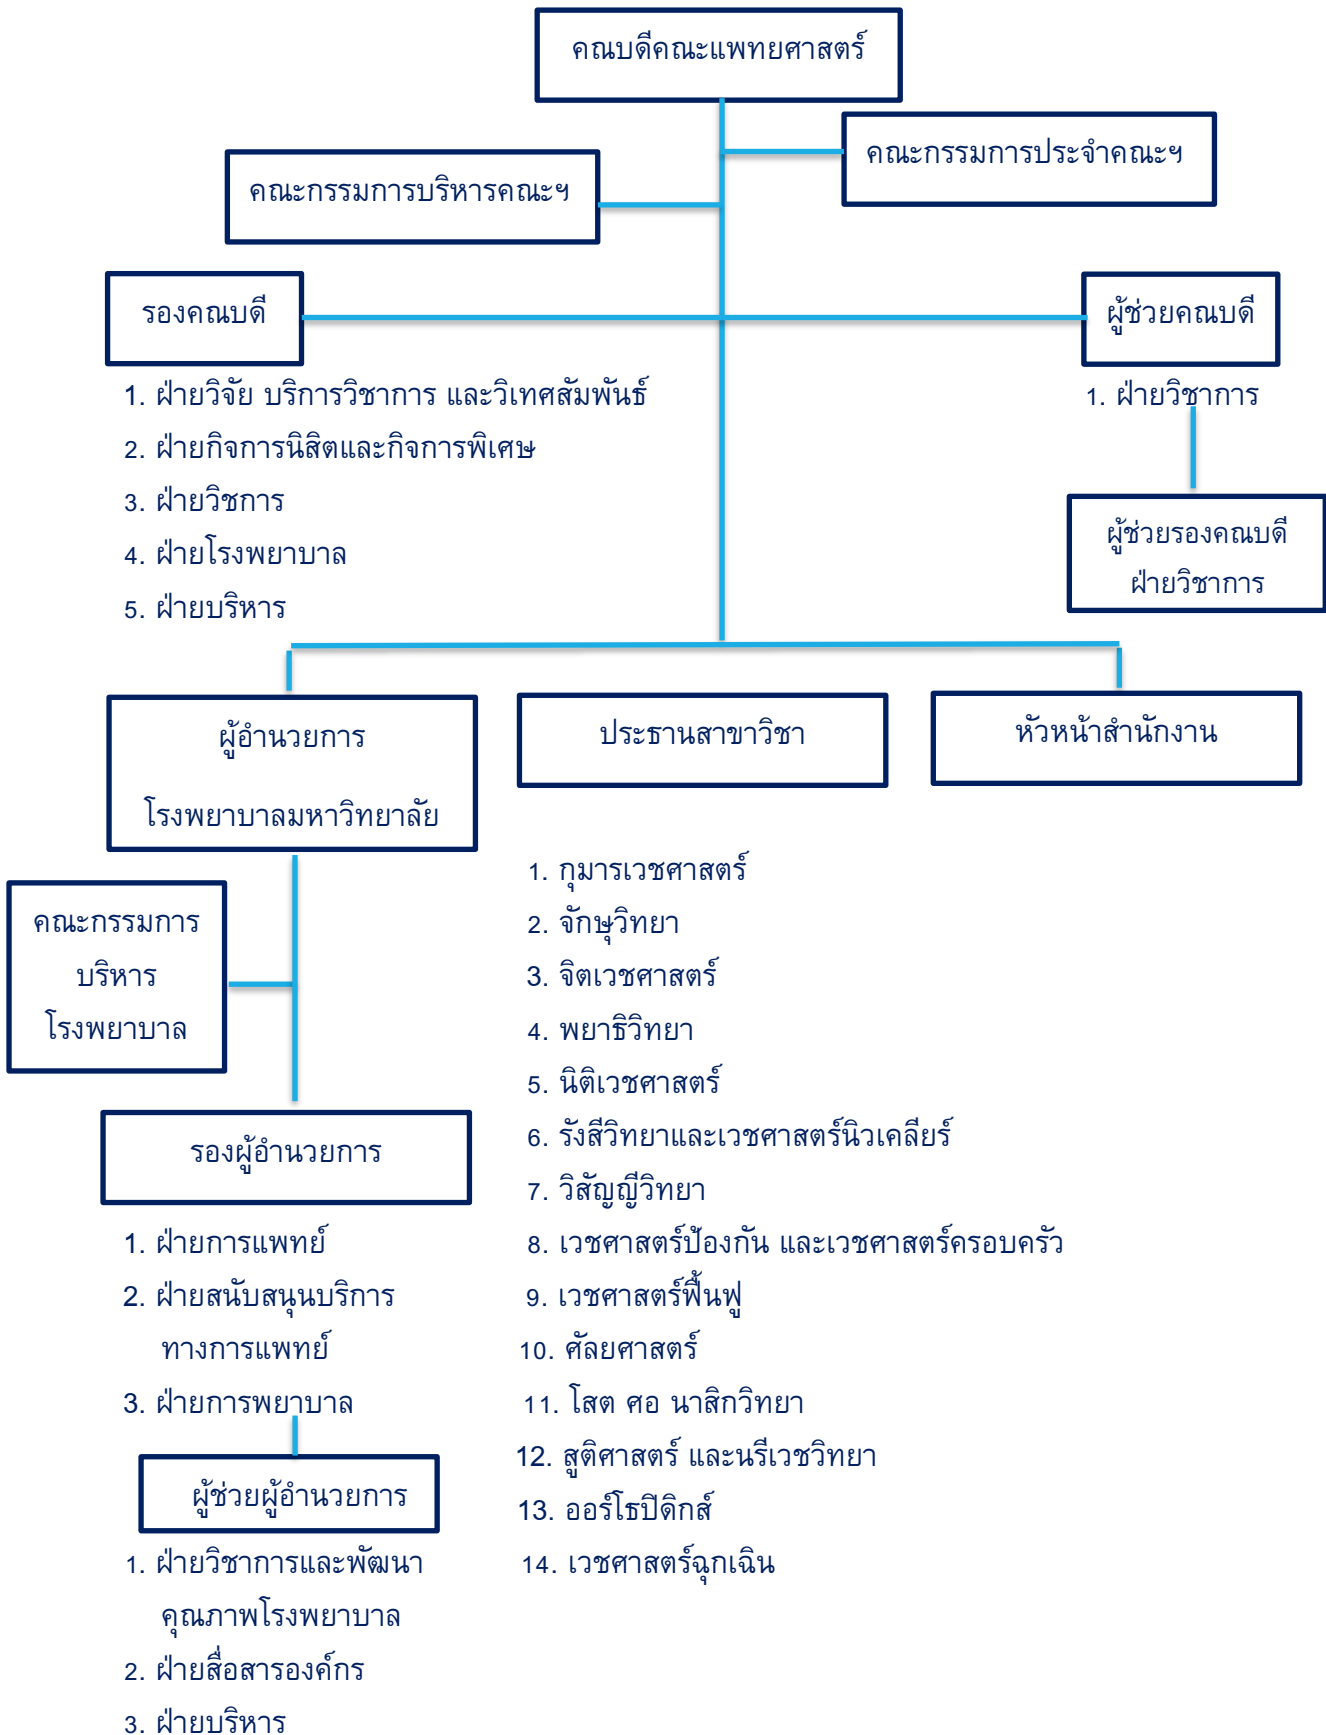 คณบดีคณะแพทยศาสตร์
คณะกรรมการประจำคณะฯ
คณะกรรมการบริหารคณะฯ
รองคณบดี
ผู้ช่วยคณบดี
1. ฝ่ายวิจัย บริการวิชาการ และวิเทศสัมพันธ์
2. ฝ่ายกิจการนิสิตและกิจการพิเศษ
3. ฝ่ายวิชการ
4. ฝ่ายโรงพยาบาล
5. ฝ่ายบริหาร
1. ฝ่ายวิชาการ
ผู้ช่วยรองคณบดี
ฝ่ายวิชาการ
ผู้อำนวยการ
โรงพยาบาลมหาวิทยาลัย
ประธานสาขาวิชา
หัวหน้าสำนักงาน
คณะกรรมการ
บริหาร
โรงพยาบาล
รองผู้อำนวยการ
1. ฝ่ายการแพทย์
2. ฝ่ายสนับสนุนบริการ
ทางการแพทย์
3. ฝ่ายการพยาบาล
ผู้ช่วยผู้อำนวยการ
1. ฝ่ายวิชาการและพัฒนา
คุณภาพโรงพยาบาล
2. ฝ่ายสื่อสารองค์กร
3. ฝ่ายบริหาร
1. กุมารเวชศาสตร์
2. จักษุวิทยา
3. จิตเวชศาสตร์
4. พยาธิวิทยา
5. นิติเวชศาสตร์
6. รังสีวิทยาและเวชศาสตร์นิวเคลียร์
7. วิสัญญีวิทยา
8. เวชศาสตร์ป้องกัน และเวชศาสตร์ครอบครัว
9. เวชศาสตร์ฟื้นฟู
10. ศัลยศาสตร์
11. โสต ศอ นาสิกวิทยา
12. สูติศาสตร์ และนรีเวชวิทยา
13. ออร์โธปีดิกส์
14. เวชศาสตร์ฉุกเฉิน